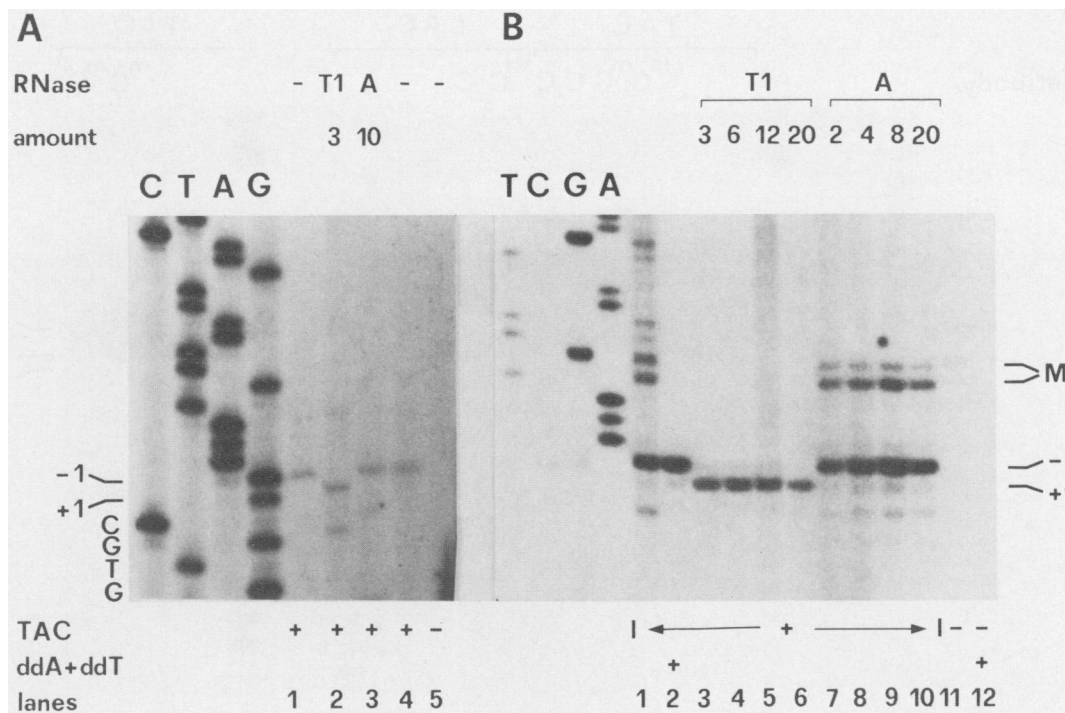 A B
RNase - T1 A - - T1 A
amount 3 10 3 6 12 20 2 4 8 20
C T A G T C G A
M
-1 -
+1 +
C
G
T
G
TAC + + + + - + - -
ddA+ddT + +
lanes 1 2 3 4 5 1 2 3 4 5 6 7 8 9 10 11 12